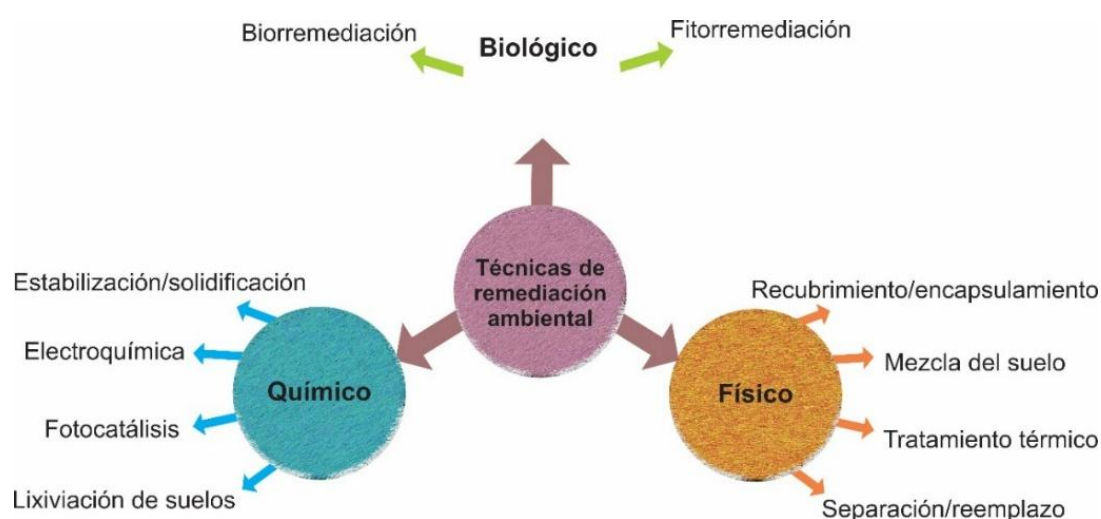 Biorremediación
Biológico
Fitorremediación
Técnicas de
remediación
ambiental
Estabilización/solidificación
Electroquímica
Fotocatálisis
Lixiviación de suelos
Químico
Físico
Recubrimiento/encapsulamiento
Mezcla del suelo
Tratamiento térmico
Separación/reemplazo